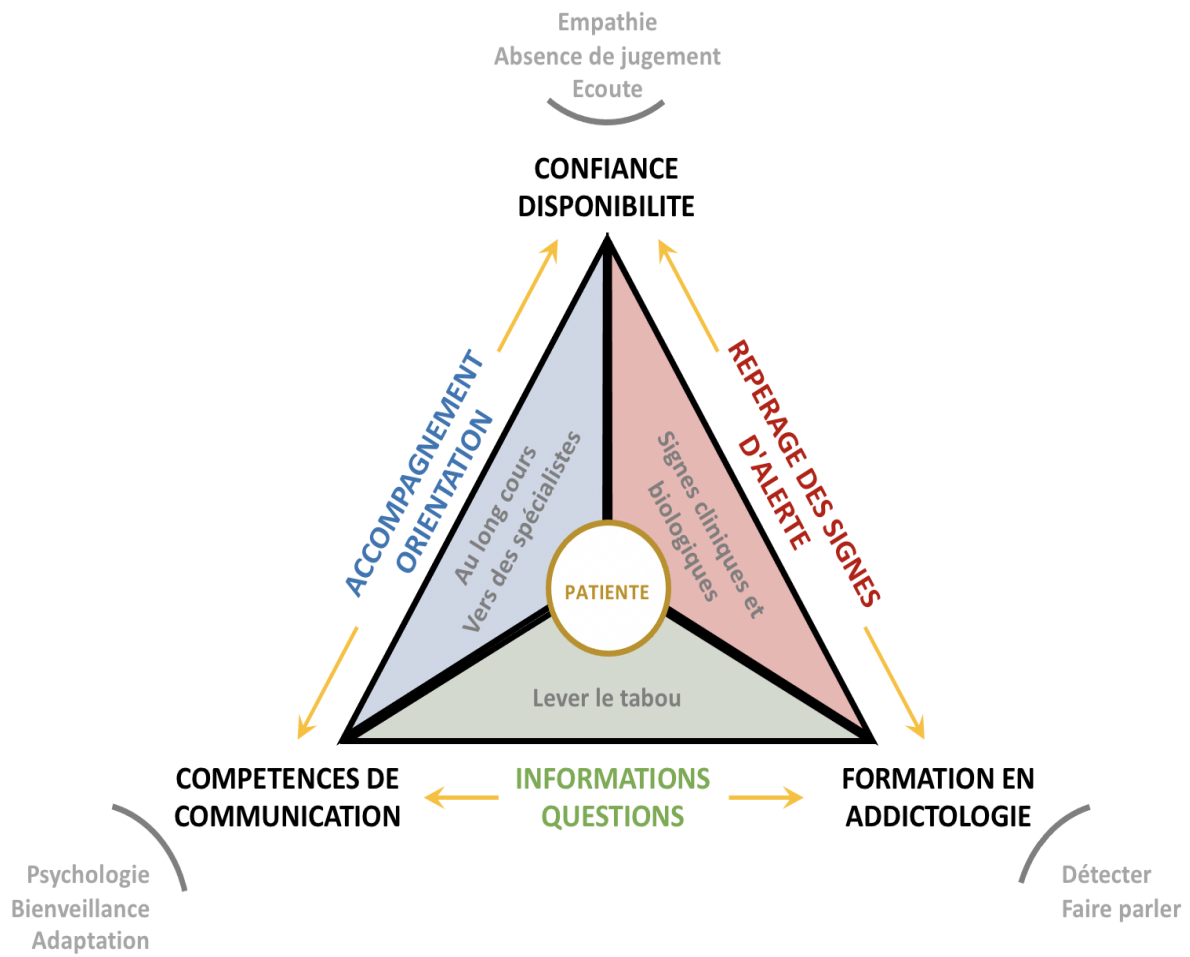 Empathie
Absence de jugement
Ecoute
CONFIANCE
DISPONIBILITE
ACCOMPAGNEMENT
ORIENTATION
Au long cours
Vers des spécialistes
REPERAGE DES SIGNES
D'ALERTE
Signes cliniques et
biologiques
PATIENTE
Lever le tabou
COMPETENCES DE
COMMUNICATION
INFORMATIONS
QUESTIONS
FORMATION EN
ADDICTOLOGIE
Psychologie
Bienveillance
Adaptation
Détecter
Faire parler